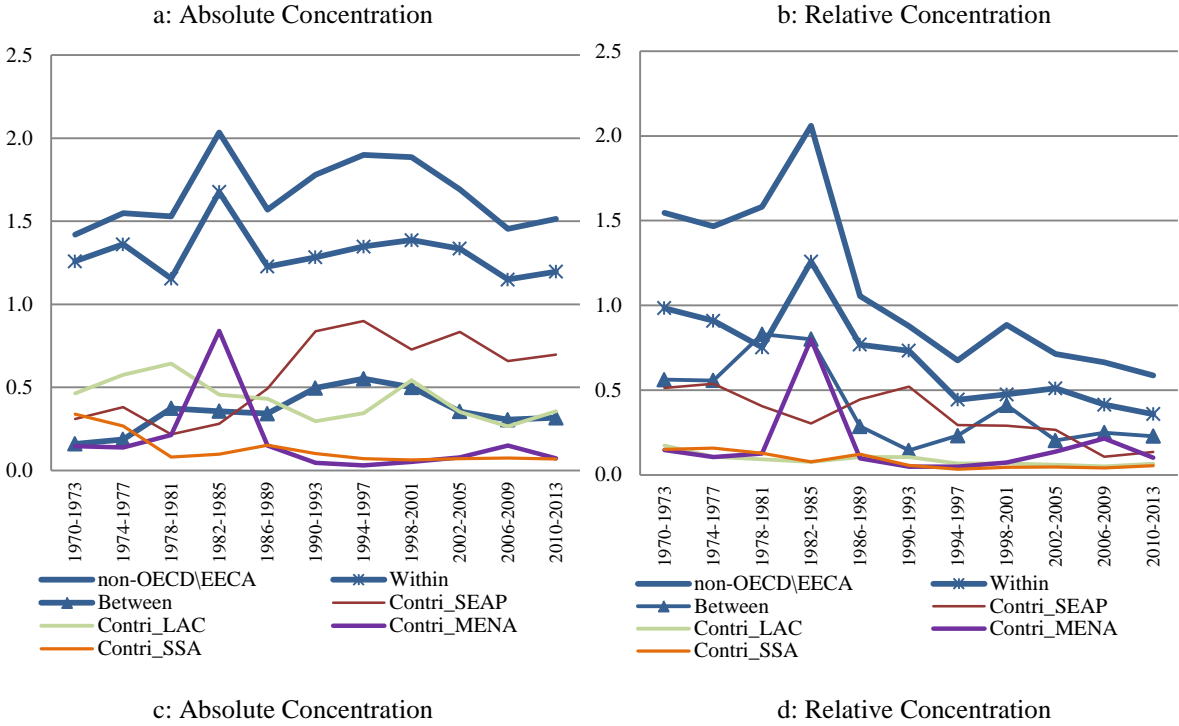 a: Absolute Concentration
2.5
2.0
1.5
1.0
0.5
0.0
1970-1973
1974-1977
1978-1981
1982-1985
1986-1989
1990-1993
1994-1997
1998-2001
2002-2005
2006-2009
2010-2013
non-OECD\EECA
Within
Between
Contri_SEAP
Contri_LAC
Contri_MENA
Contri_SSA
b: Relative Concentration
2.5
2.0
1.5
1.0
0.5
0.0
1970-1973
1974-1977
1978-1981
1982-1985
1986-1989
1990-1993
1994-1997
1998-2001
2002-2005
2006-2009
2010-2013
non-OECD\EECA
Within
Between
Contri_SEAP
Contri_LAC
Contri_MENA
Contri_SSA
c: Absolute Concentration
d: Relative Concentration